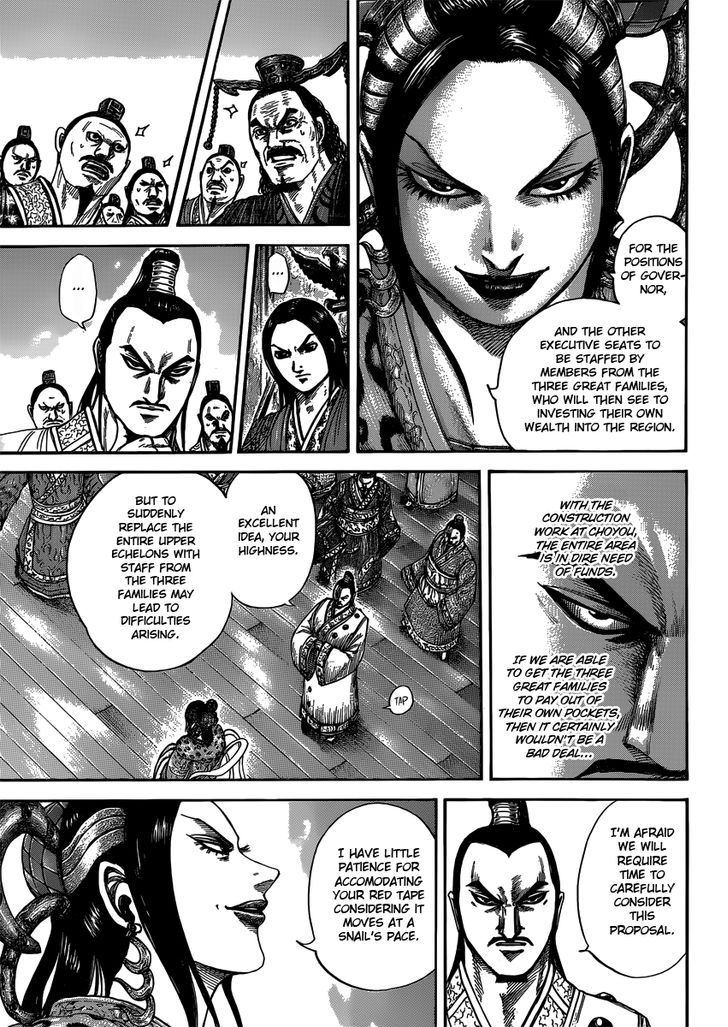 FOR THE
POSITIONS
OF GOVER-
NOR,
AND THE OTHER
EXECUTIVE SEATS TO
BE STAFFED BY
MEMBERS FROM THE
THREE GREAT FAMILIES,
WHO WILL THEN SEE TO
INVESTING THEIR OWN
WEALTH INTO THE REGION.
...
...
WITH THE
CONSTRUCTION
WORK AT CHOYOU,
THE ENTIRE AREA
IS IN DIRE NEED
OF FUNDS.
IF WE ARE ABLE
TO GET THE THREE
GREAT FAMILIES
TO PAY OUT OF
THEIR OWN POCKETS,
THEN IT CERTAINLY
WOULDN'T BE A
BAD DEAL...
AN
EXCELLENT
IDEA, YOUR
HIGHNESS.
BUT TO
SUDDENLY
REPLACE THE
ENTIRE UPPER
ECHELONS WITH
STAFF FROM
THE THREE
FAMILIES MAY
LEAD TO
DIFFICULTIES
ARISING.
TAP
I'M AFRAID
WE WILL
REQUIRE
TIME TO
CAREFULLY
CONSIDER
THIS
PROPOSAL.
I HAVE LITTLE
PATIENCE FOR
ACCOMODATING
YOUR RED TAPE
CONSIDERING IT
MOVES AT A
SNAIL'S PACE.